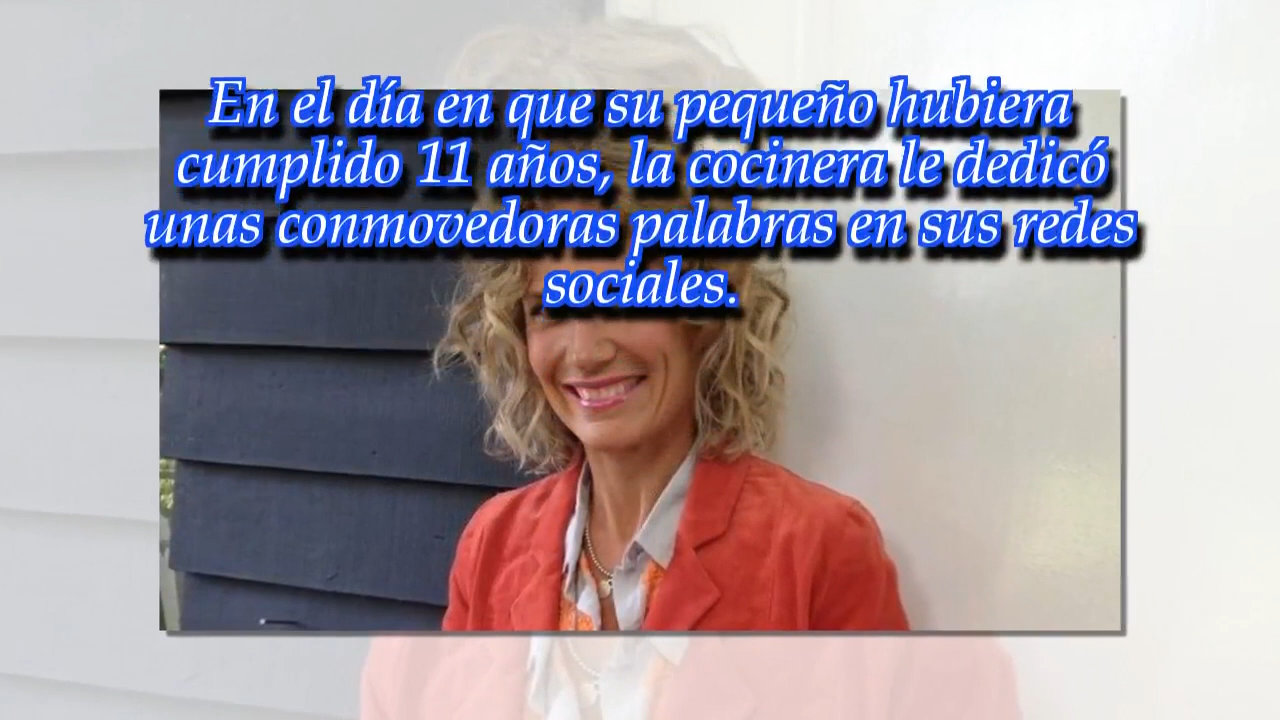 En el día en que su pequeño hubiera
cumplido 11 años, la cocinera le dedicó
unas conmovedoras palabras en sus redes
sociales.